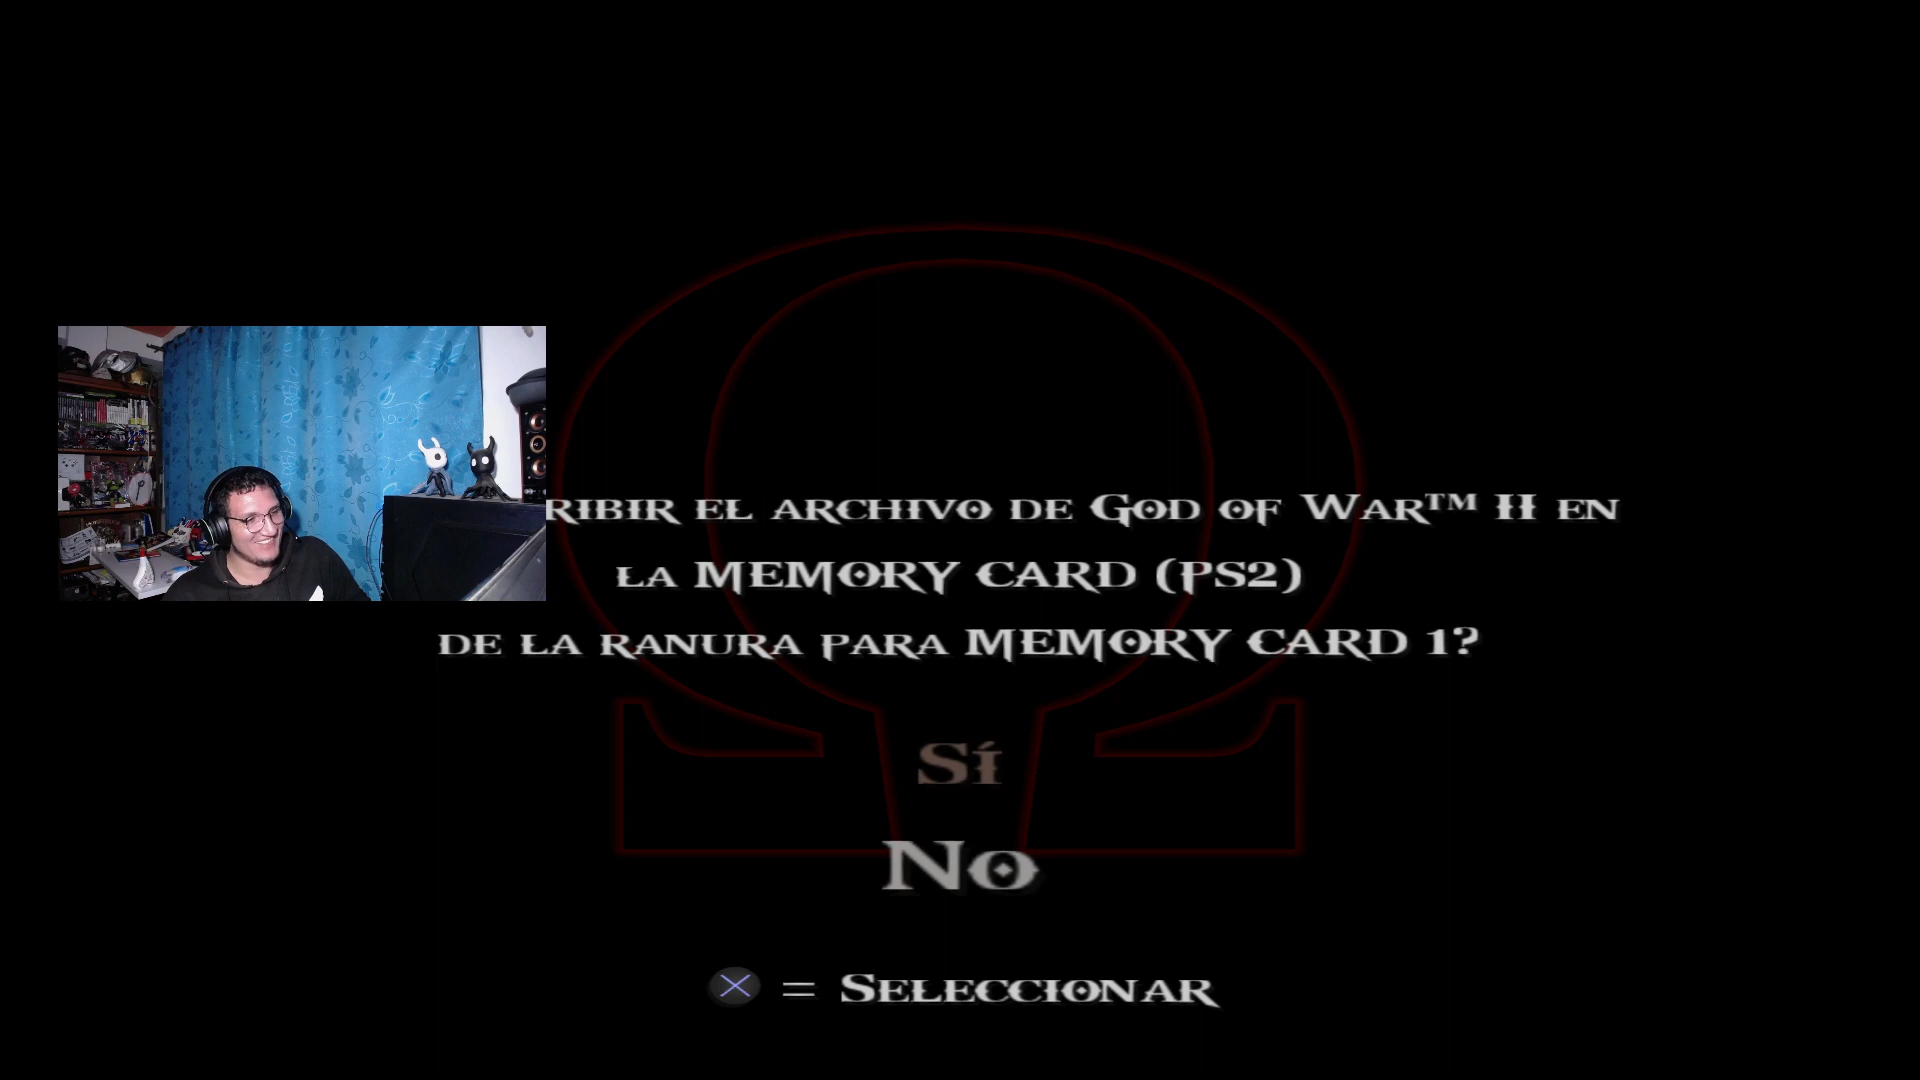 RIBIR EL ARCHIVO DE GOD OF WAR™ II EN
LA MEMORY CARD (PS2)
DE LA RANURA PARA MEMORY CARD 1?
SÍ
NO
= SELECCIONAR